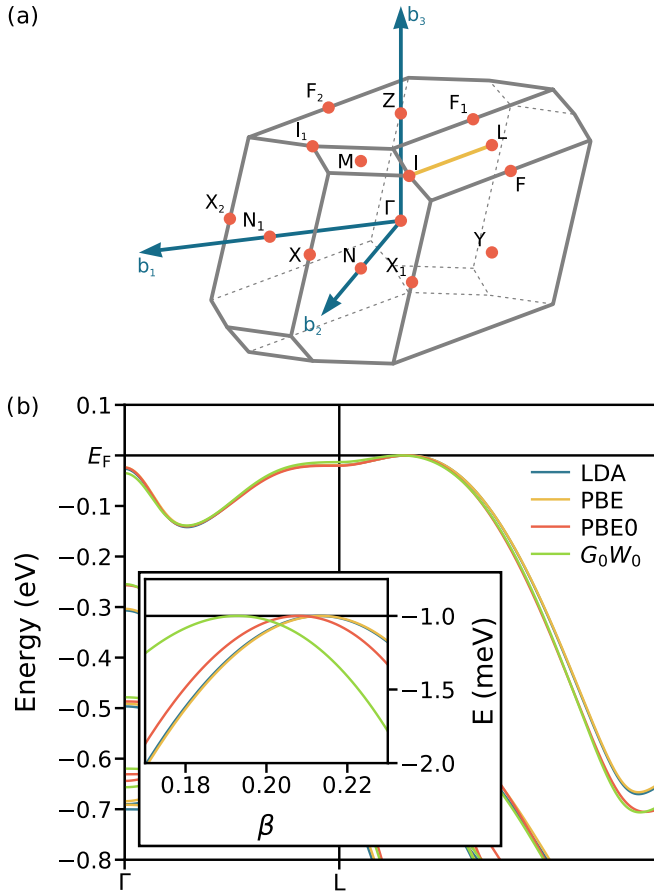 (a)
b₃
F₂
Z
F₁
I₁
L
M
I
F
X₂
Γ
N₁
Y
X
N
X₁
b₁
b₂
(b)
0.1
E_F
−0.1
−0.2
−0.3
−0.4
−0.5
−0.6
−0.7
−0.8
Energy (eV)
LDA
PBE
PBE0
G₀W₀
−1.0
−1.5
−2.0
E (meV)
0.18 0.20 0.22
β
Γ L